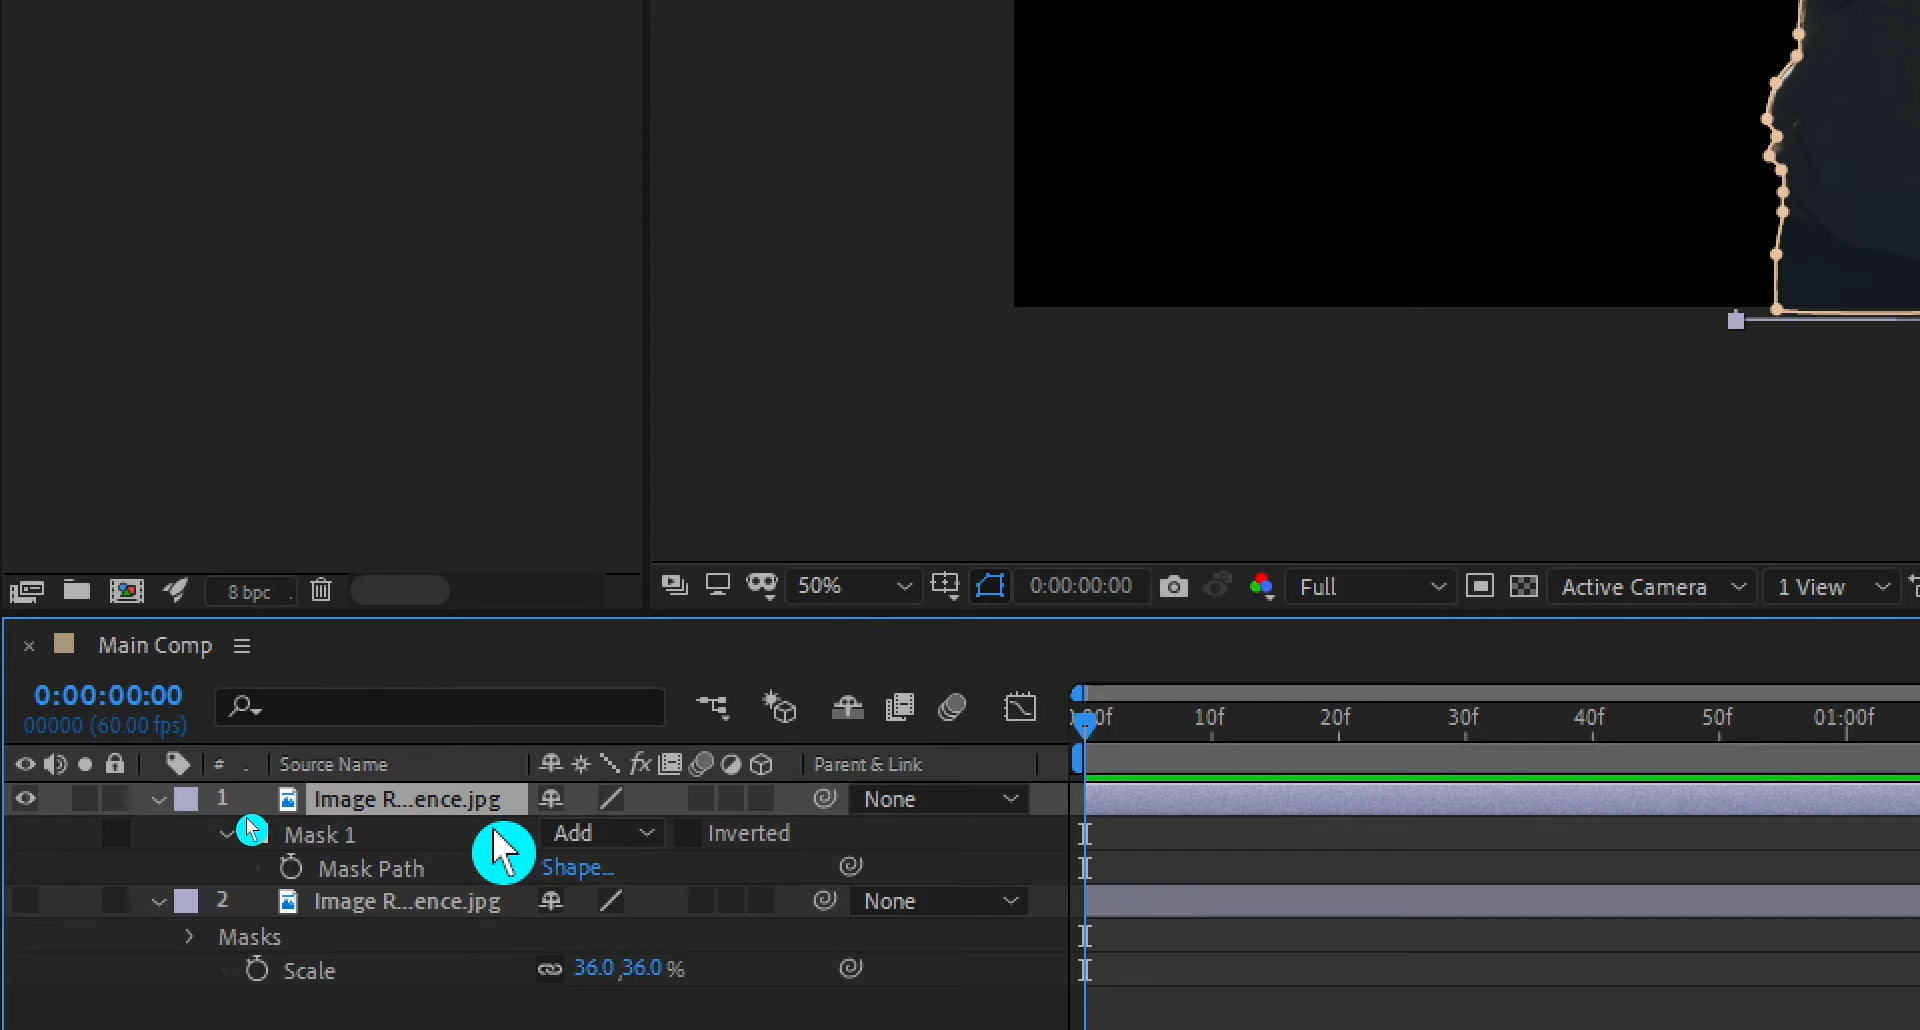 8 bpc
50%
0:00:00:00
Full
Active Camera
1 View
Main Comp
0:00:00:00
00000 (60.00 fps)
10f
20f
30f
40f
50f
01:00f
#
Source Name
fx
Parent & Link
1
Image R...ence.jpg
None
Mask 1
Add
Inverted
Mask Path
Shape...
2
Image R...ence.jpg
None
Masks
Scale
36.0,36.0 %